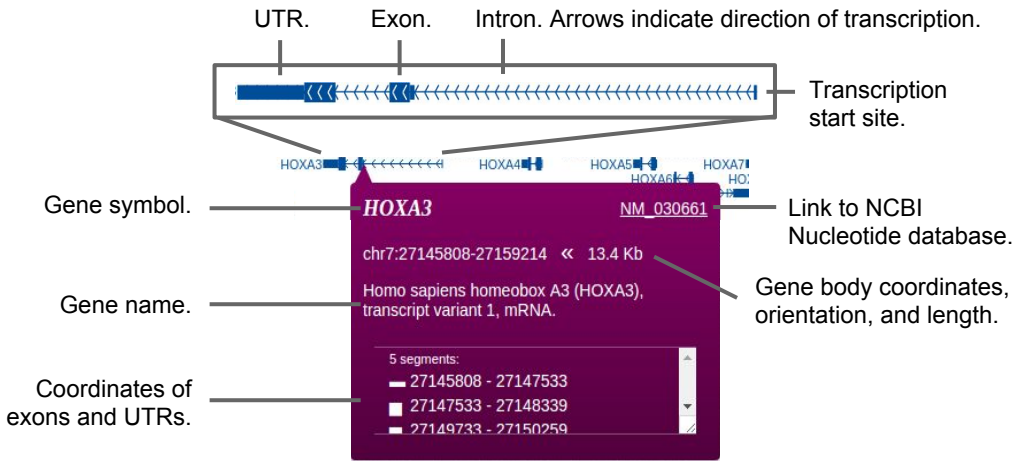 UTR. Exon. Intron. Arrows indicate direction of transcription.
Transcription
start site.
HOXA3 HOXA4 HOXA5 HOXA7
HOXA6 HO
Gene symbol.
HOXA3 NM_030661
Link to NCBI
Nucleotide database.
chr7:27145808-27159214 « 13.4 Kb
Gene body coordinates,
orientation, and length.
Gene name.
Homo sapiens homeobox A3 (HOXA3),
transcript variant 1, mRNA.
Coordinates of
exons and UTRs.
5 segments:
27145808 - 27147533
27147533 - 27148339
27149733 - 27150259